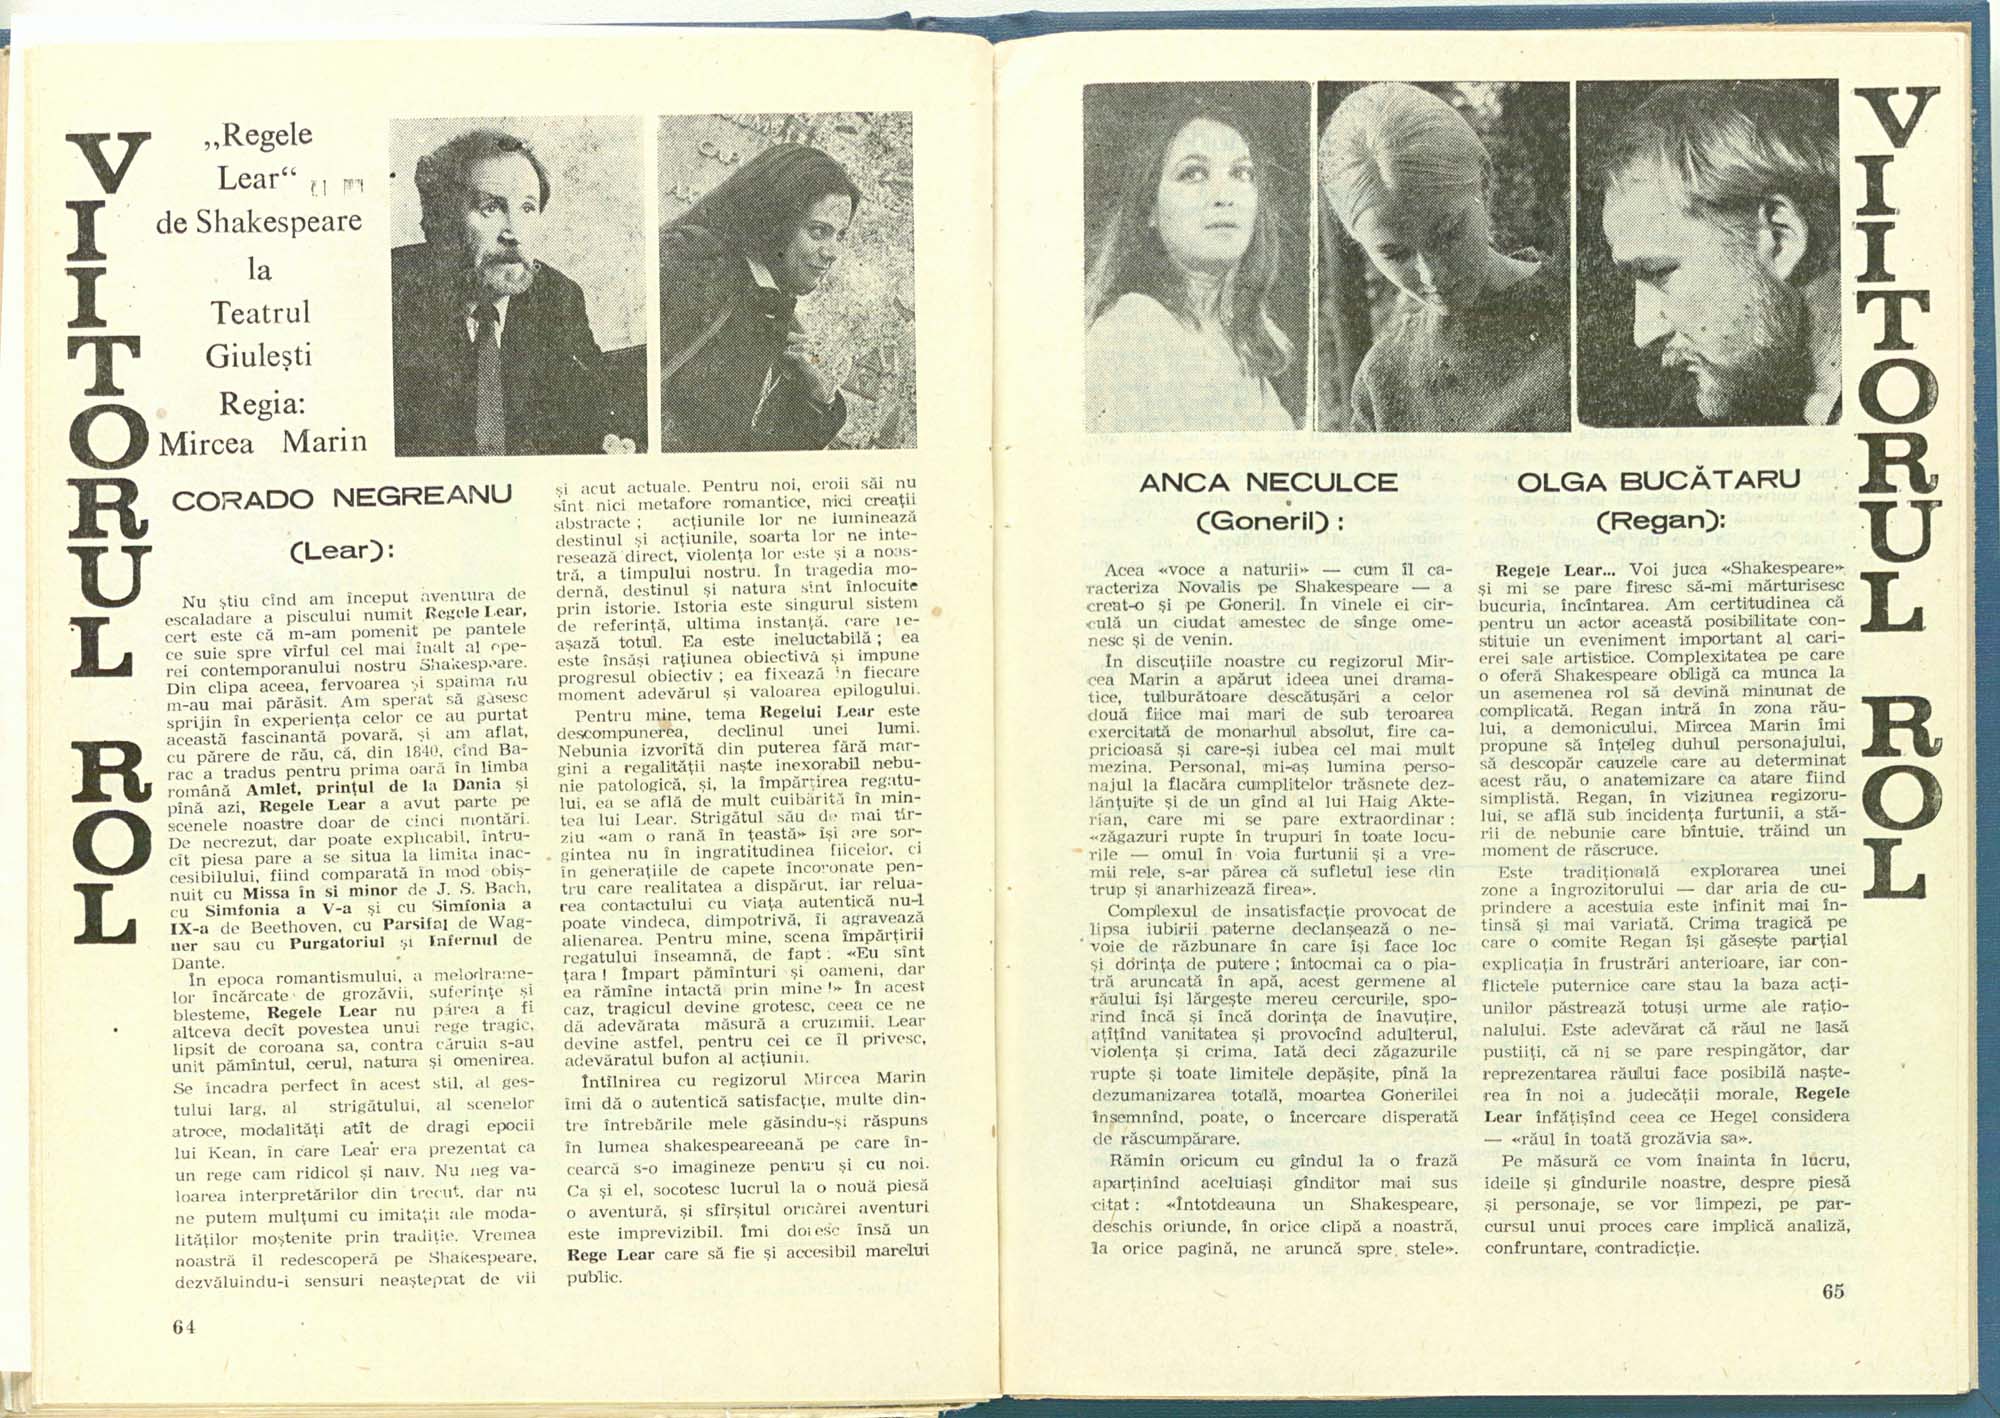 VIITORUL ROL
„Regele
Lear“
de Shakespeare
la
Teatrul
Giulești
Regia:
Mircea Marin
CORADO NEGREANU
(Lear):
Nu știu cînd am început aventura de
escaladare a piscului numit Regele Lear,
cert este că m-am pomenit pe pantele
ce suie spre vîrful cel mai înalt al ope-
rei contemporanului nostru Shakespeare.
Din clipa aceea, fervoarea și spaima nu
m-au mai părăsit. Am sperat să găsesc
sprijin în experiența celor ce au purtat
această fascinantă povară, și am aflat,
cu părere de rău, că, din 1840, cînd Ba-
rac a tradus pentru prima oară în limba
română Amlet, prințul de la Dania și
pînă azi, Regele Lear a avut parte pe
scenele noastre doar de cinci montări.
De necrezut, dar poate explicabil, întru-
cît piesa pare a se situa la limita inac-
cesibilului, fiind comparată în mod obiș-
nuit cu Missa în si minor de J. S. Bach,
cu Simfonia a V-a și cu Simfonia a
IX-a de Beethoven, cu Parsifal de Wag-
ner sau cu Purgatoriul și Infernul de
Dante.
In epoca romantismului, a melodrame-
lor încărcate de grozăvii, suferințe și
blesteme, Regele Lear nu părea a fi
altceva decît povestea unui rege tragic,
lipsit de coroana sa, contra căruia s-au
unit pămîntul, cerul, natura și omenirea.
Se încadra perfect în acest stil, al ges-
tului larg, al strigătului, al scenelor
atroce, modalități atît de dragi epocii
lui Kean, în care Lear era prezentat ca
un rege cam ridicol și naiv. Nu neg va-
loarea interpretărilor din trecut, dar nu
ne putem mulțumi cu imitații ale moda-
lităților moștenite prin tradiție. Vremea
noastră îl redescoperă pe Shakespeare,
dezvăluindu-i sensuri neașteptat de vii
și acut actuale. Pentru noi, eroii săi nu
sînt nici metafore romantice, nici creații
abstracte ; acțiunile lor ne iuminează
destinul și acțiunile, soarta lor ne inte-
resează direct, violența lor este și a noas-
tră, a timpului nostru. În tragedia mo-
dernă, destinul și natura sînt înlocuite
prin istorie. Istoria este singurul sistem
de referință, ultima instanță, care re-
așază totul. Ea este ineluctabilă ; ea
este însăși rațiunea obiectivă și impune
progresul obiectiv ; ea fixează în fiecare
moment adevărul și valoarea epilogului.
Pentru mine, tema Regelui Lear este
descompunerea, declinul unei lumi.
Nebunia izvorîtă din puterea fără mar-
gini a regalității naște inexorabil nebu-
nie patologică, și, la împărțirea regatu-
lui, ea se află de mult cuibărită în min-
tea lui Lear. Strigătul său de mai tîr-
ziu «am o rană în țeastă» își are sor-
gintea nu în ingratitudinea fiicelor, ci
în generațiile de capete încoronate pen-
tru care realitatea a dispărut, iar relua-
rea contactului cu viața autentică nu-l
poate vindeca, dimpotrivă, îi agravează
alienarea. Pentru mine, scena împărțirii
regatului înseamnă, de fapt : «Eu sînt
țara ! Împart pămînturi și oameni, dar
ea rămîne intactă prin mine !» În acest
caz, tragicul devine grotesc, ceea ce ne
dă adevărata măsură a cruzimii. Lear
devine astfel, pentru cei ce îl privesc,
adevăratul bufon al acțiunii.
Întîlnirea cu regizorul Mircea Marin
îmi dă o autentică satisfacție, multe din-
tre întrebările mele găsindu-și răspuns
în lumea shakespeareeană pe care în-
cearcă s-o imagineze pentru și cu noi.
Ca și el, socotesc lucrul la o nouă piesă
o aventură, și sfîrșitul oricărei aventuri
este imprevizibil. Îmi doresc însă un
Rege Lear care să fie și accesibil marelui
public.
64
ANCA NECULCE
(Goneril) :
Acea «voce a naturii» — cum îl ca-
racteriza Novalis pe Shakespeare — a
creat-o și pe Goneril. În vinele ei cir-
culă un ciudat amestec de sînge ome-
nesc și de venin.
In discuțiile noastre cu regizorul Mir-
cea Marin a apărut ideea unei drama-
tice, tulburătoare descătușări a celor
două fiice mai mari de sub teroarea
exercitată de monarhul absolut, fire ca-
pricioasă și care-și iubea cel mai mult
mezina. Personal, mi-aș lumina perso-
najul la flacăra cumplitelor trăsnete dez-
lănțuite și de un gînd al lui Haig Akte-
rian, care mi se pare extraordinar :
«zăgazuri rupte în trupuri în toate locu-
rile — omul în voia furtunii și a vre-
mii rele, s-ar părea că sufletul iese din
trup și anarhizează firea».
Complexul de insatisfacție provocat de
lipsa iubirii paterne declanșează o ne-
voie de răzbunare în care își face loc
și dorința de putere ; întocmai ca o pia-
tră aruncată în apă, acest germene al
răului își lărgește mereu cercurile, spo-
rind încă și încă dorința de înavuțire,
ațîțînd vanitatea și provocînd adulterul,
violența și crima. Iată deci zăgazurile
rupte și toate limitele depășite, pînă la
dezumanizarea totală, moartea Gonerilei
însemnînd, poate, o încercare disperată
de răscumpărare.
Rămîn oricum cu gîndul la o frază
aparținînd aceluiași gînditor mai sus
citat : «Întotdeauna un Shakespeare,
deschis oriunde, în orice clipă a noastră,
la orice pagină, ne aruncă spre stele».
OLGA BUCĂTARU
(Regan):
Regele Lear... Voi juca «Shakespeare»
și mi se pare firesc să-mi mărturisesc
bucuria, încîntarea. Am certitudinea că
pentru un actor această posibilitate con-
stituie un eveniment important al cari-
erei sale artistice. Complexitatea pe care
o oferă Shakespeare obligă ca munca la
un asemenea rol să devină minunat de
complicată. Regan intră în zona rău-
lui, a demonicului. Mircea Marin îmi
propune să înțeleg duhul personajului,
să descopăr cauzele care au determinat
acest rău, o anatemizare ca atare fiind
simplistă. Regan, în viziunea regizoru-
lui, se află sub incidența furtunii, a stă-
rii de nebunie care bîntuie, trăind un
moment de răscruce.
Este tradițională explorarea unei
zone a îngrozitorului — dar aria de cu-
prindere a acestuia este infinit mai în-
tinsă și mai variată. Crima tragică pe
care o comite Regan își găsește parțial
explicația în frustrări anterioare, iar con-
flictele puternice care stau la baza acți-
unilor păstrează totuși urme ale rațio-
nalului. Este adevărat că răul ne lasă
pustiiți, că ni se pare respingător, dar
reprezentarea răului face posibilă naște-
rea în noi a judecății morale, Regele
Lear înfățișînd ceea ce Hegel considera
— «răul în toată grozăvia sa».
Pe măsură ce vom înainta în lucru,
ideile și gîndurile noastre, despre piesă
și personaje, se vor limpezi, pe par-
cursul unui proces care implică analiză,
confruntare, contradicție.
65
VIITORUL ROL